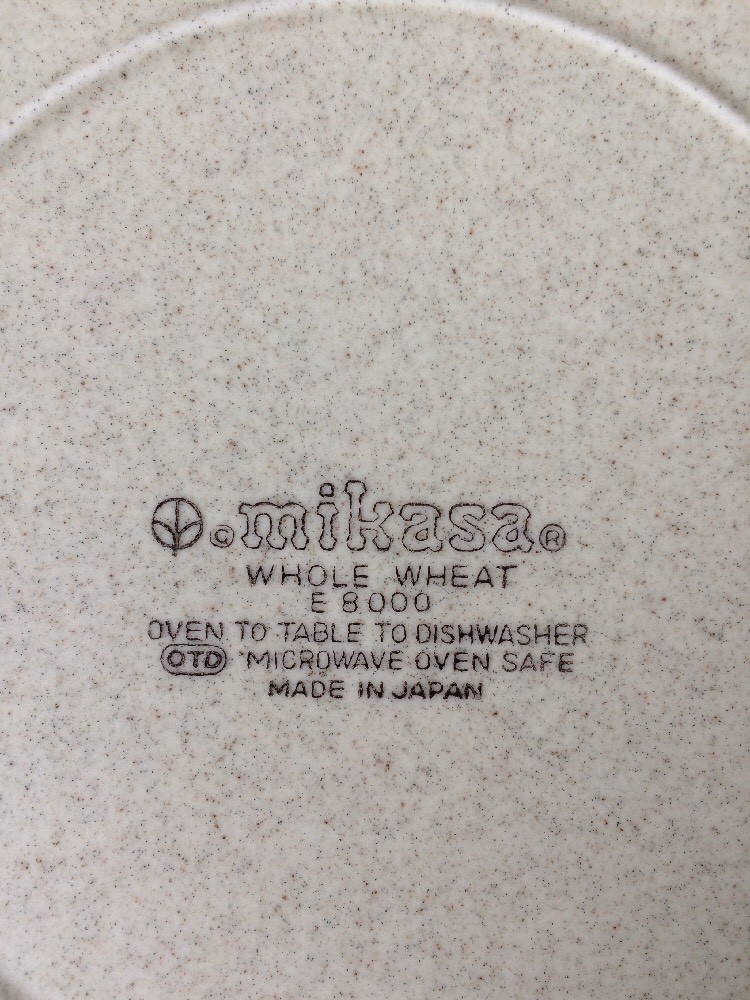 © mikasa ®
WHOLE WHEAT
E 8000
OVEN TO TABLE TO DISHWASHER
OTD MICROWAVE OVEN SAFE
MADE IN JAPAN